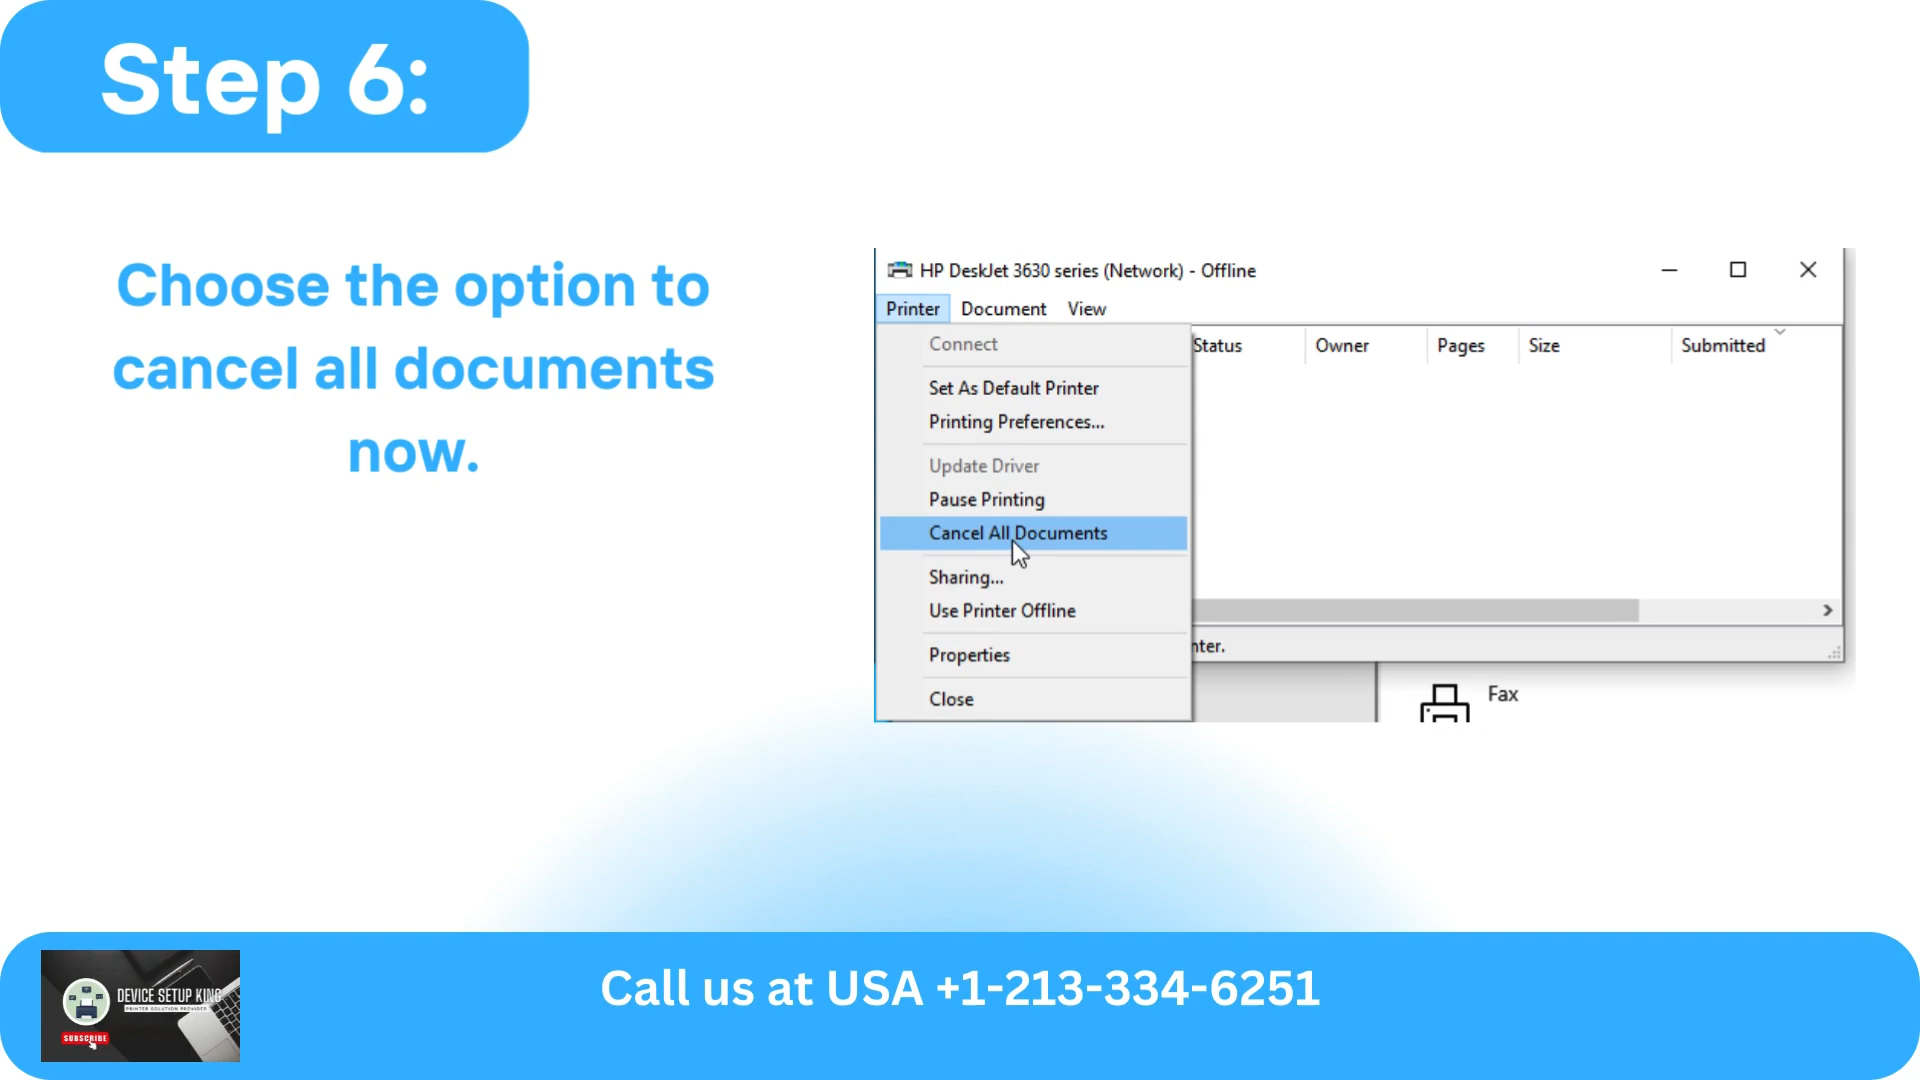 Step 6:
Choose the option to
cancel all documents
now.
HP DeskJet 3630 series (Network) - Offline
Printer Document View
Connect
Status Owner Pages Size Submitted
Set As Default Printer
Printing Preferences...
Update Driver
Pause Printing
Cancel All Documents
Sharing...
Use Printer Offline
Properties
nter.
Close
Fax
Call us at USA +1-213-334-6251
DEVICE SETUP KING
PRINTER SOLUTION PROVIDER
SUBSCRIBE